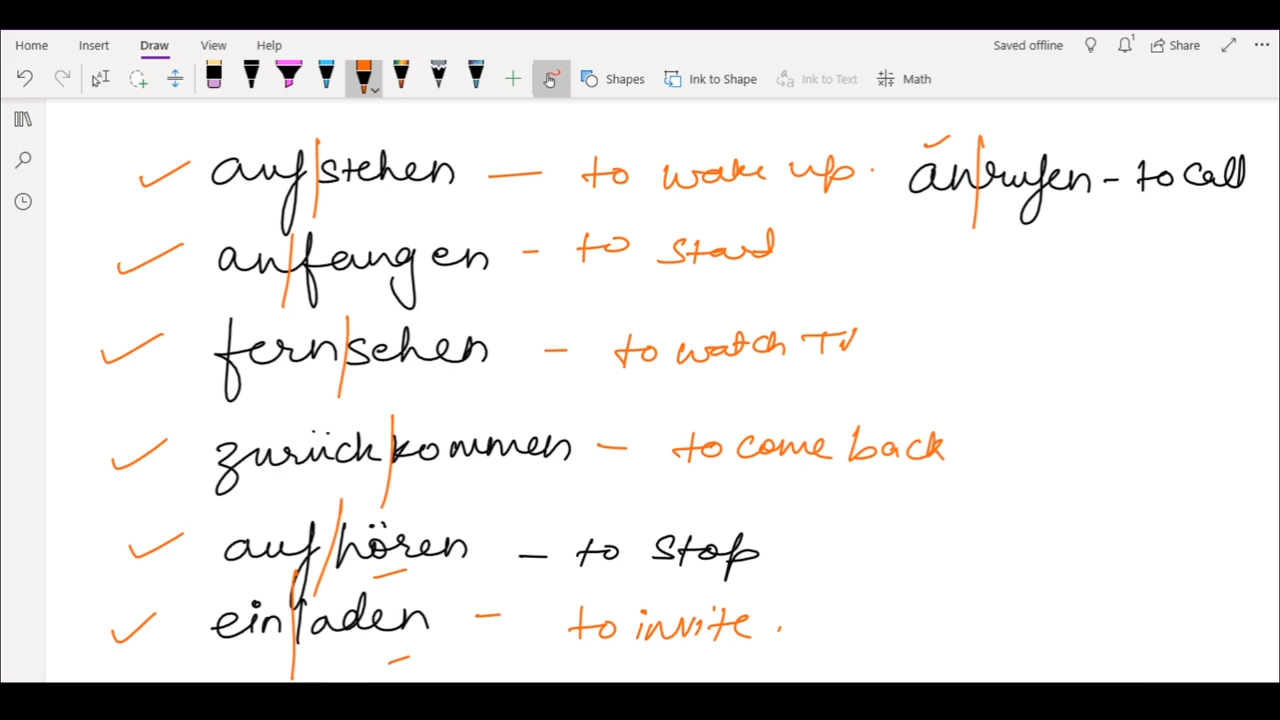 Home Insert Draw View Help Saved offline 1 Share
Shapes Ink to Shape Ink to Text Math
aufstehen — to wake up. anrufen - to call
anfangen - to start
fernsehen - to watch TV
zurückkommen - to come back
aufhören - to stop
einladen - to invite.